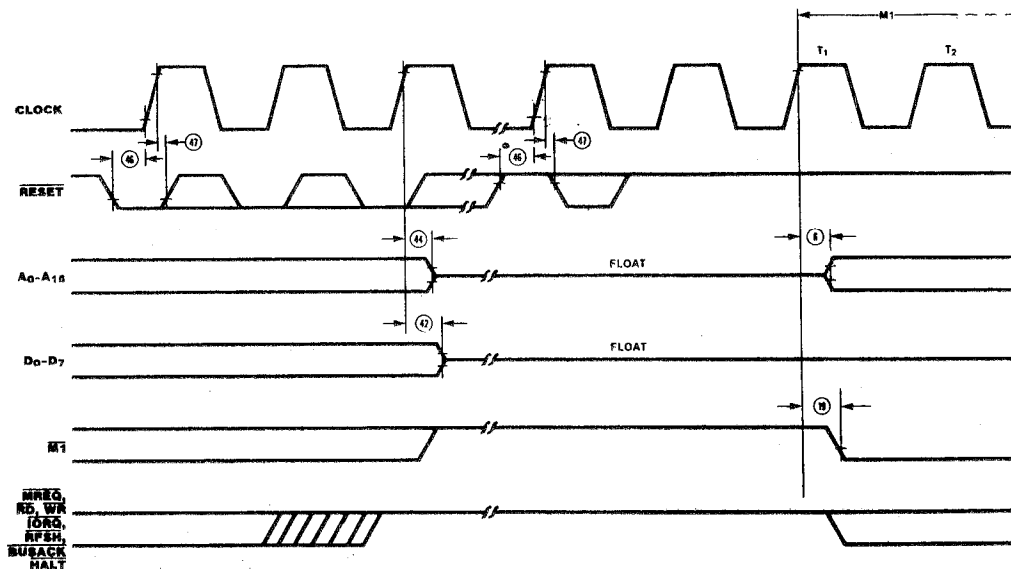 M1
T1
T2
CLOCK
46
47
46
47
RESET
44
6
A0-A15
FLOAT
42
D0-D7
FLOAT
19
M1
MREQ,
RD, WR
IORQ,
RFSH,
BUSACK
HALT